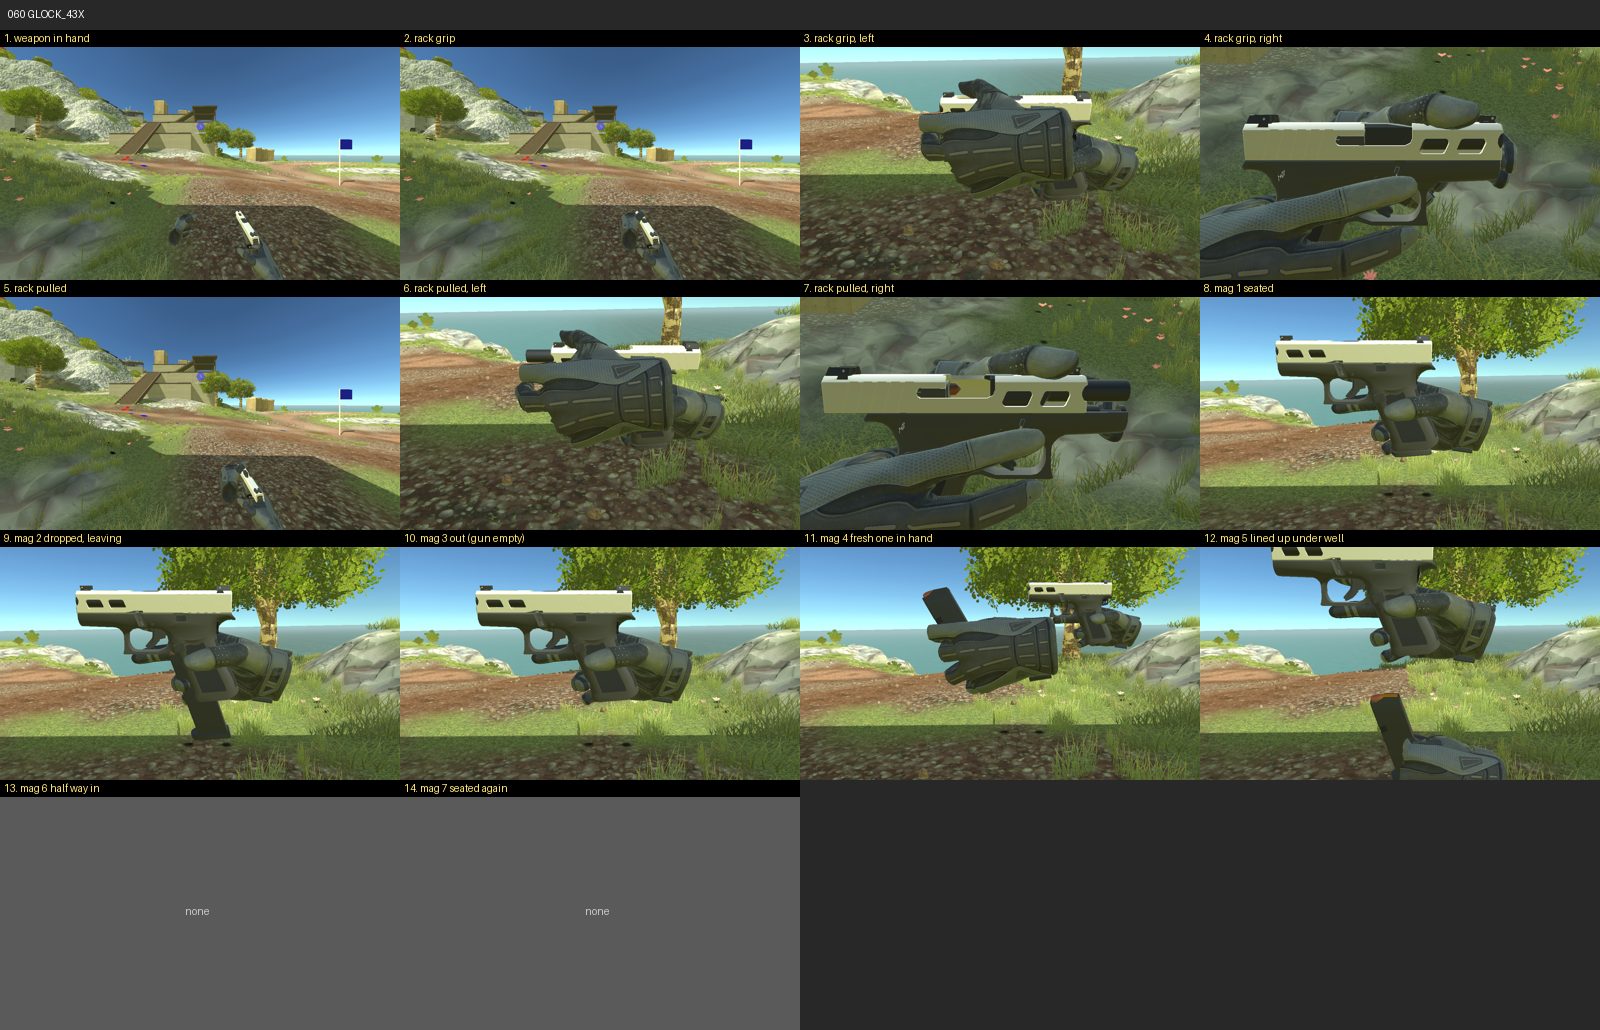 060 GLOCK_43X
1. weapon in hand
2. rack grip
3. rack grip, left
4. rack grip, right
5. rack pulled
6. rack pulled, left
7. rack pulled, right
8. mag 1 seated
9. mag 2 dropped, leaving
10. mag 3 out (gun empty)
11. mag 4 fresh one in hand
12. mag 5 lined up under well
13. mag 6 half way in
14. mag 7 seated again
none
none